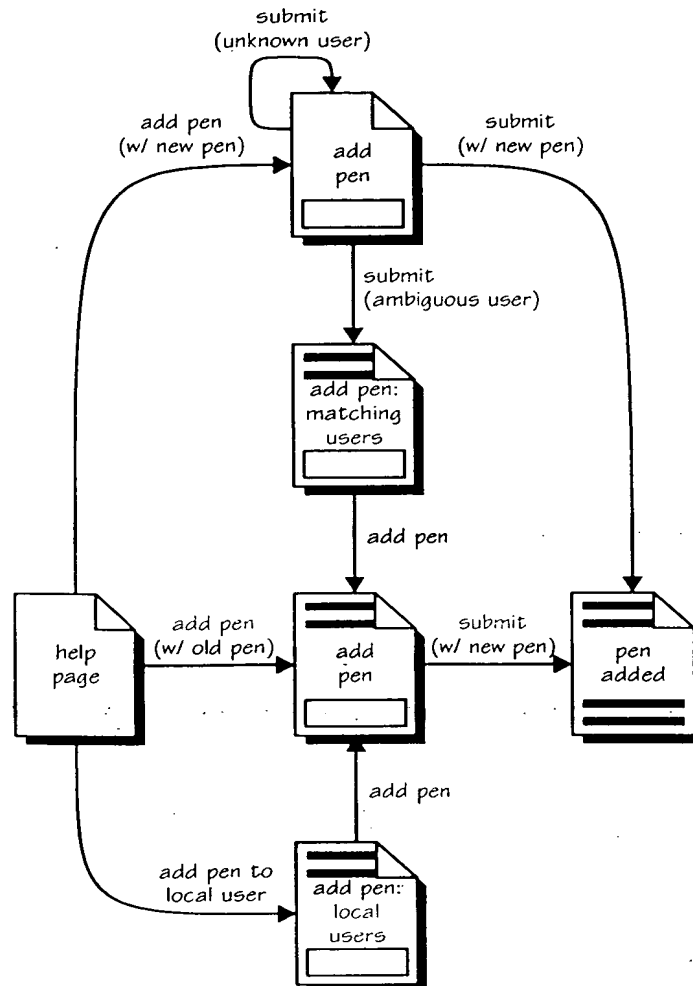 submit
(unknown user)
add pen
(w/ new pen)
submit
(w/ new pen)
add
pen
submit
(ambiguous user)
add pen:
matching
users
add pen
add pen
(w/ old pen)
submit
(w/ new pen)
help
page
add
pen
pen
added
add pen
add pen to
local user
add pen:
local
users